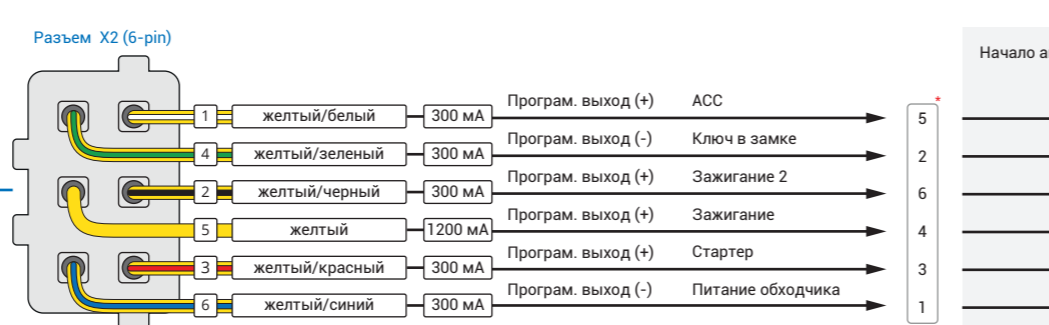 Разъем X2 (6-pin)
Начало а
*
1 желтый/белый 300 мА Програм. выход (+) ACC 5
4 желтый/зеленый 300 мА Програм. выход (-) Ключ в замке 2
2 желтый/черный 300 мА Програм. выход (+) Зажигание 2 6
5 желтый 1200 мА Програм. выход (+) Зажигание 4
3 желтый/красный 300 мА Програм. выход (+) Стартер 3
6 желтый/синий 300 мА Програм. выход (-) Питание обходчика 1